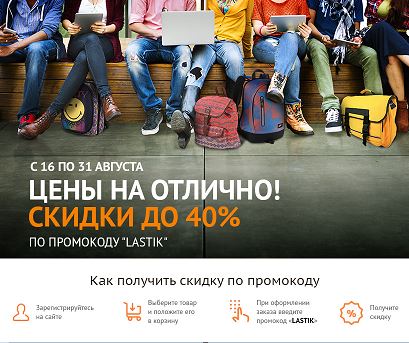 С 16 ПО 31 АВГУСТА
ЦЕНЫ НА ОТЛИЧНО!
СКИДКИ ДО 40%
ПО ПРОМОКОДУ "LASTIK"
Как получить скидку по промокоду
Зарегистрируйтесь
на сайте
Выберите товар
и положите его
в корзину
При оформлении
заказа введите
промокод «LASTIK»
%
Получите
скидку